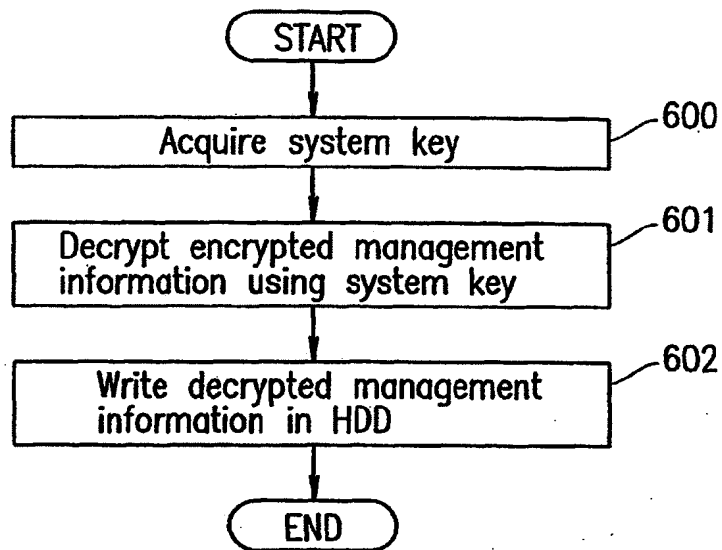 START
600
Acquire system key
601
Decrypt encrypted management
information using system key
602
Write decrypted management
information in HDD
END